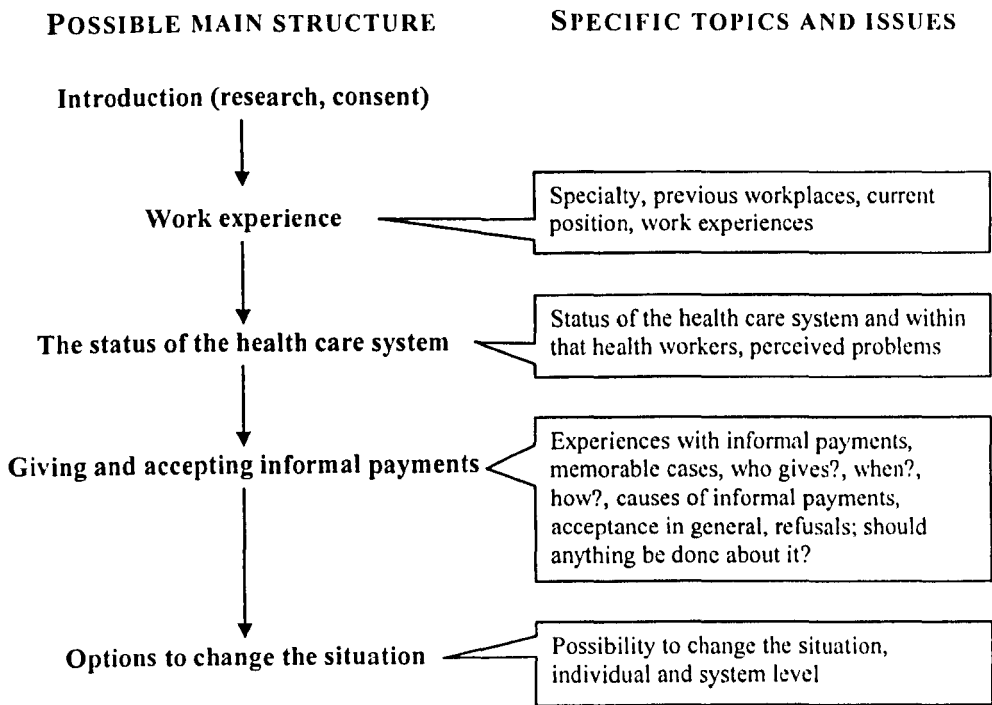 POSSIBLE MAIN STRUCTURE
SPECIFIC TOPICS AND ISSUES
Introduction (research, consent)
Work experience
Specialty, previous workplaces, current
position, work experiences
The status of the health care system
Status of the health care system and within
that health workers, perceived problems
Giving and accepting informal payments
Experiences with informal payments,
memorable cases, who gives?, when?,
how?, causes of informal payments,
acceptance in general, refusals; should
anything be done about it?
Options to change the situation
Possibility to change the situation,
individual and system level